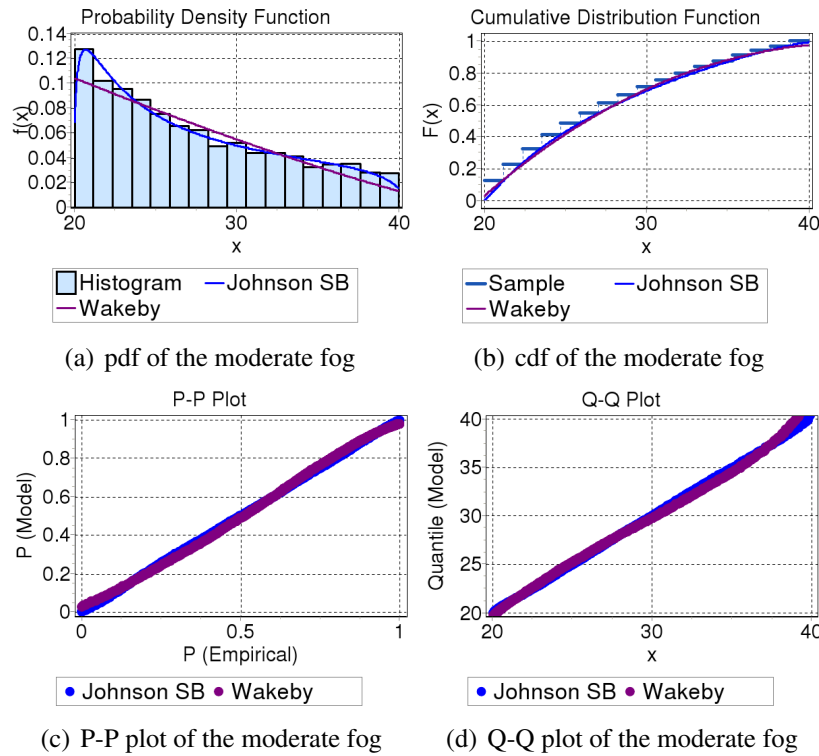 Probability Density Function
0.14
0.12
0.1
0.08
0.06
0.04
0.02
0
f(x)
20 30 40
x
Histogram Johnson SB
Wakeby
(a) pdf of the moderate fog
Cumulative Distribution Function
1
0.8
0.6
0.4
0.2
0
F(x)
20 30 40
x
Sample Johnson SB
Wakeby
(b) cdf of the moderate fog
P-P Plot
1
0.8
0.6
0.4
0.2
0
P (Model)
0 0.5 1
P (Empirical)
Johnson SB Wakeby
(c) P-P plot of the moderate fog
Q-Q Plot
40
35
30
25
20
Quantile (Model)
20 30 40
x
Johnson SB Wakeby
(d) Q-Q plot of the moderate fog